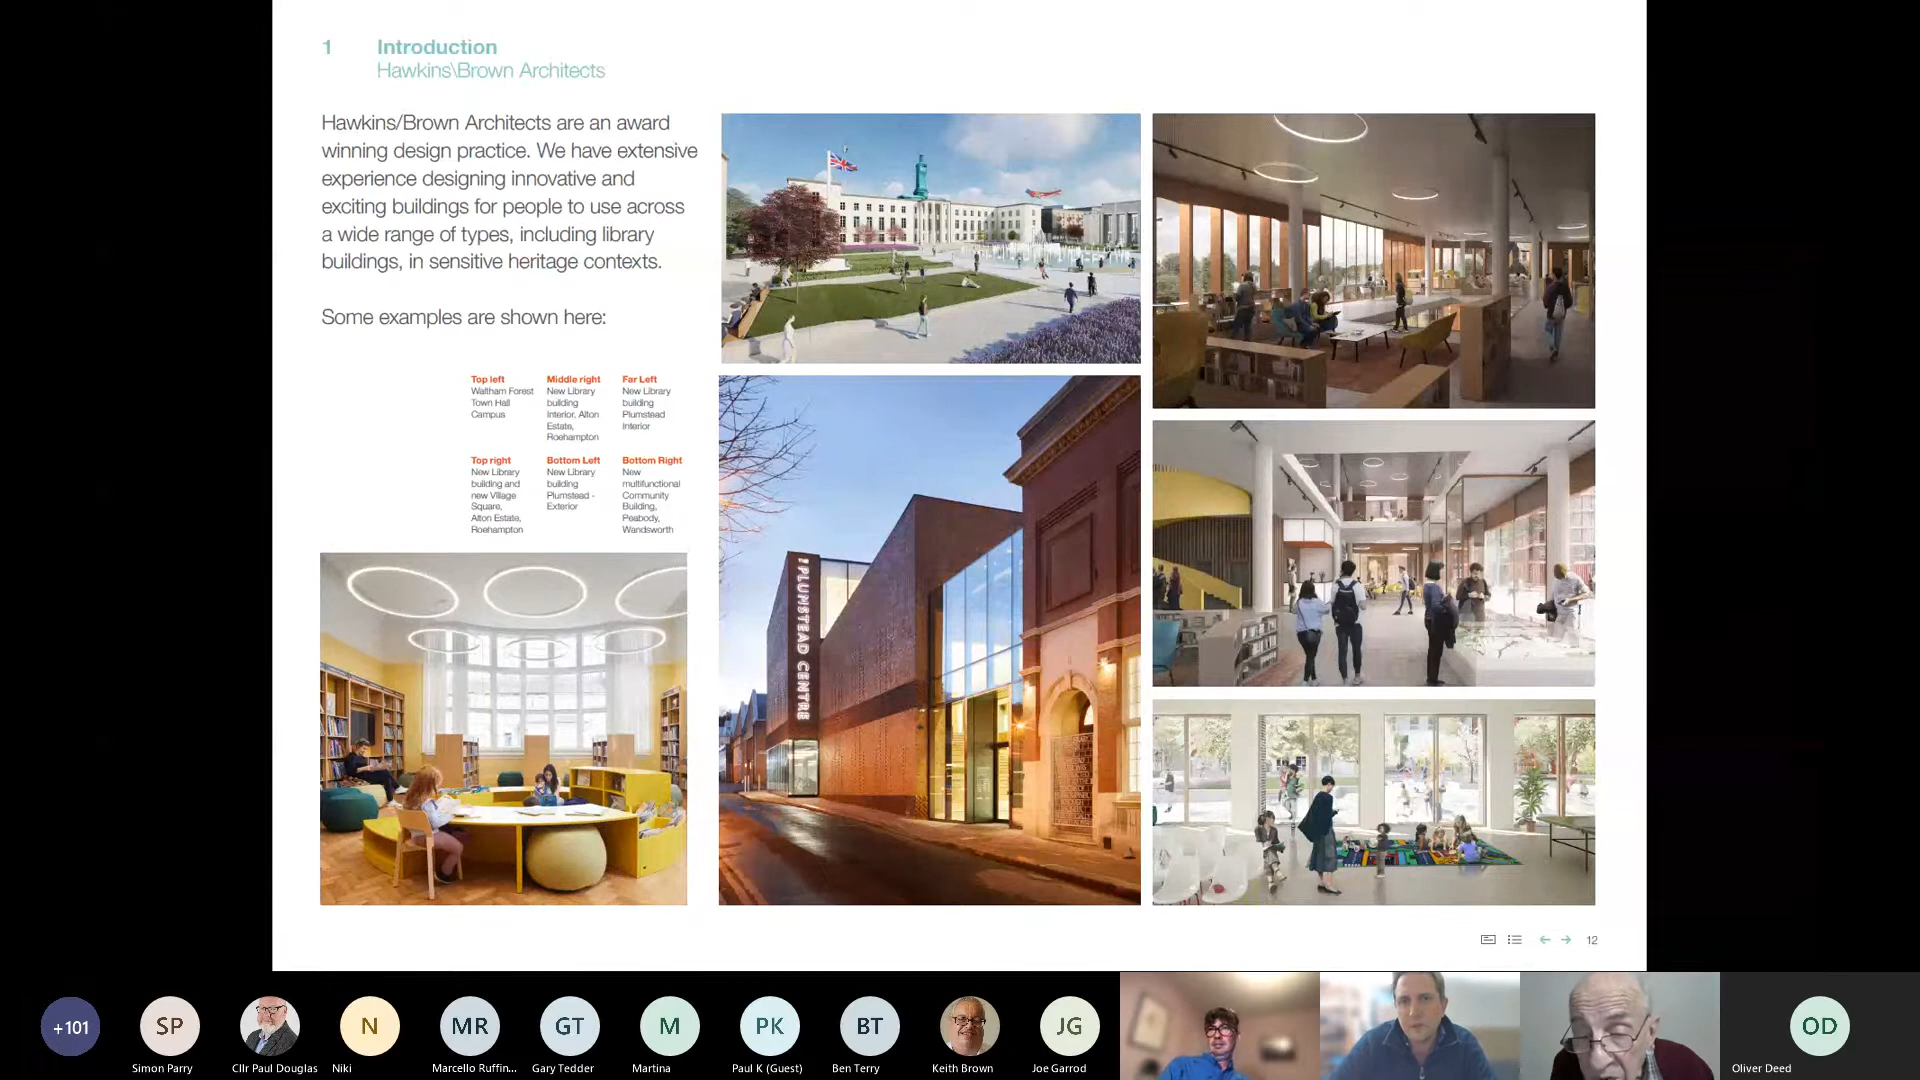 1 Introduction
Hawkins\Brown Architects
Hawkins/Brown Architects are an award
winning design practice. We have extensive
experience designing innovative and
exciting buildings for people to use across
a wide range of types, including library
buildings, in sensitive heritage contexts.
Some examples are shown here:
Top left
Waltham Forest
Town Hall
Campus
Middle right
New Library
building
Interior, Alton
Estate,
Roehampton
Far Left
New Library
building
Plumstead
Interior
Top right
New Library
building and
new Village
Square,
Alton Estate,
Roehampton
Bottom Left
New Library
building
Plumstead -
Exterior
Bottom Right
New
multifunctional
Community
Building,
Peabody,
Wandsworth
PLUMSTEAD CENTRE
12
+101
SP
N
MR
GT
M
PK
BT
JG
OD
Simon Parry
Cllr Paul Douglas
Niki
Marcello Ruffin...
Gary Tedder
Martina
Paul K (Guest)
Ben Terry
Keith Brown
Joe Garrod
Oliver Deed